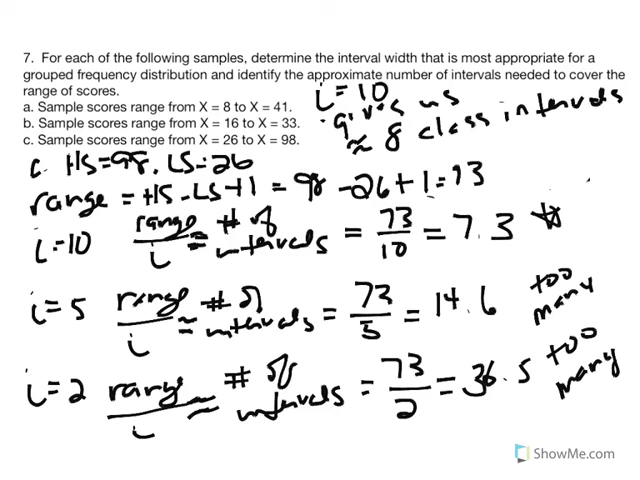 7. For each of the following samples, determine the interval width that is most appropriate for a
grouped frequency distribution and identify the approximate number of intervals needed to cover the
range of scores.
a. Sample scores range from X = 8 to X = 41.
b. Sample scores range from X = 16 to X = 33.
c. Sample scores range from X = 26 to X = 98.
i=10
gives us
≈ 8 class intervals
c. HS=98. LS=26
range = HS - LS + 1 = 98 - 26 + 1 = 73
i=10 range/i ≈ # of intervals = 73/10 = 7.3 ☆
i=5 range/i ≈ # of intervals = 73/5 = 14.6 too many
i=2 range/i ≈ # of intervals = 73/2 = 36.5 too many
ShowMe.com